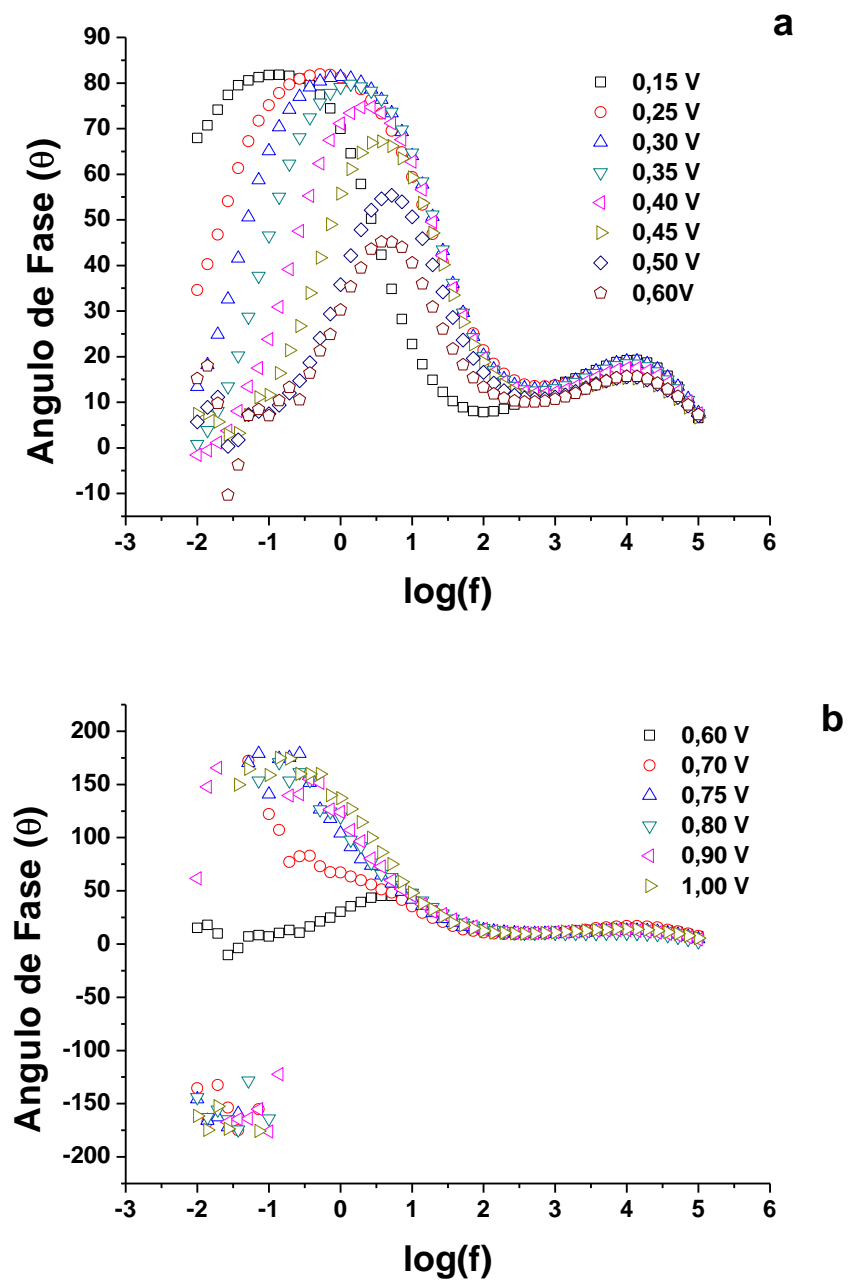 a
90
80
70
60
50
40
30
20
10
0
-10
Angulo de Fase (θ)
0,15 V
0,25 V
0,30 V
0,35 V
0,40 V
0,45 V
0,50 V
0,60V
-3 -2 -1 0 1 2 3 4 5 6
log(f)
b
200
150
100
50
0
-50
-100
-150
-200
Angulo de Fase (θ)
0,60 V
0,70 V
0,75 V
0,80 V
0,90 V
1,00 V
-3 -2 -1 0 1 2 3 4 5 6
log(f)